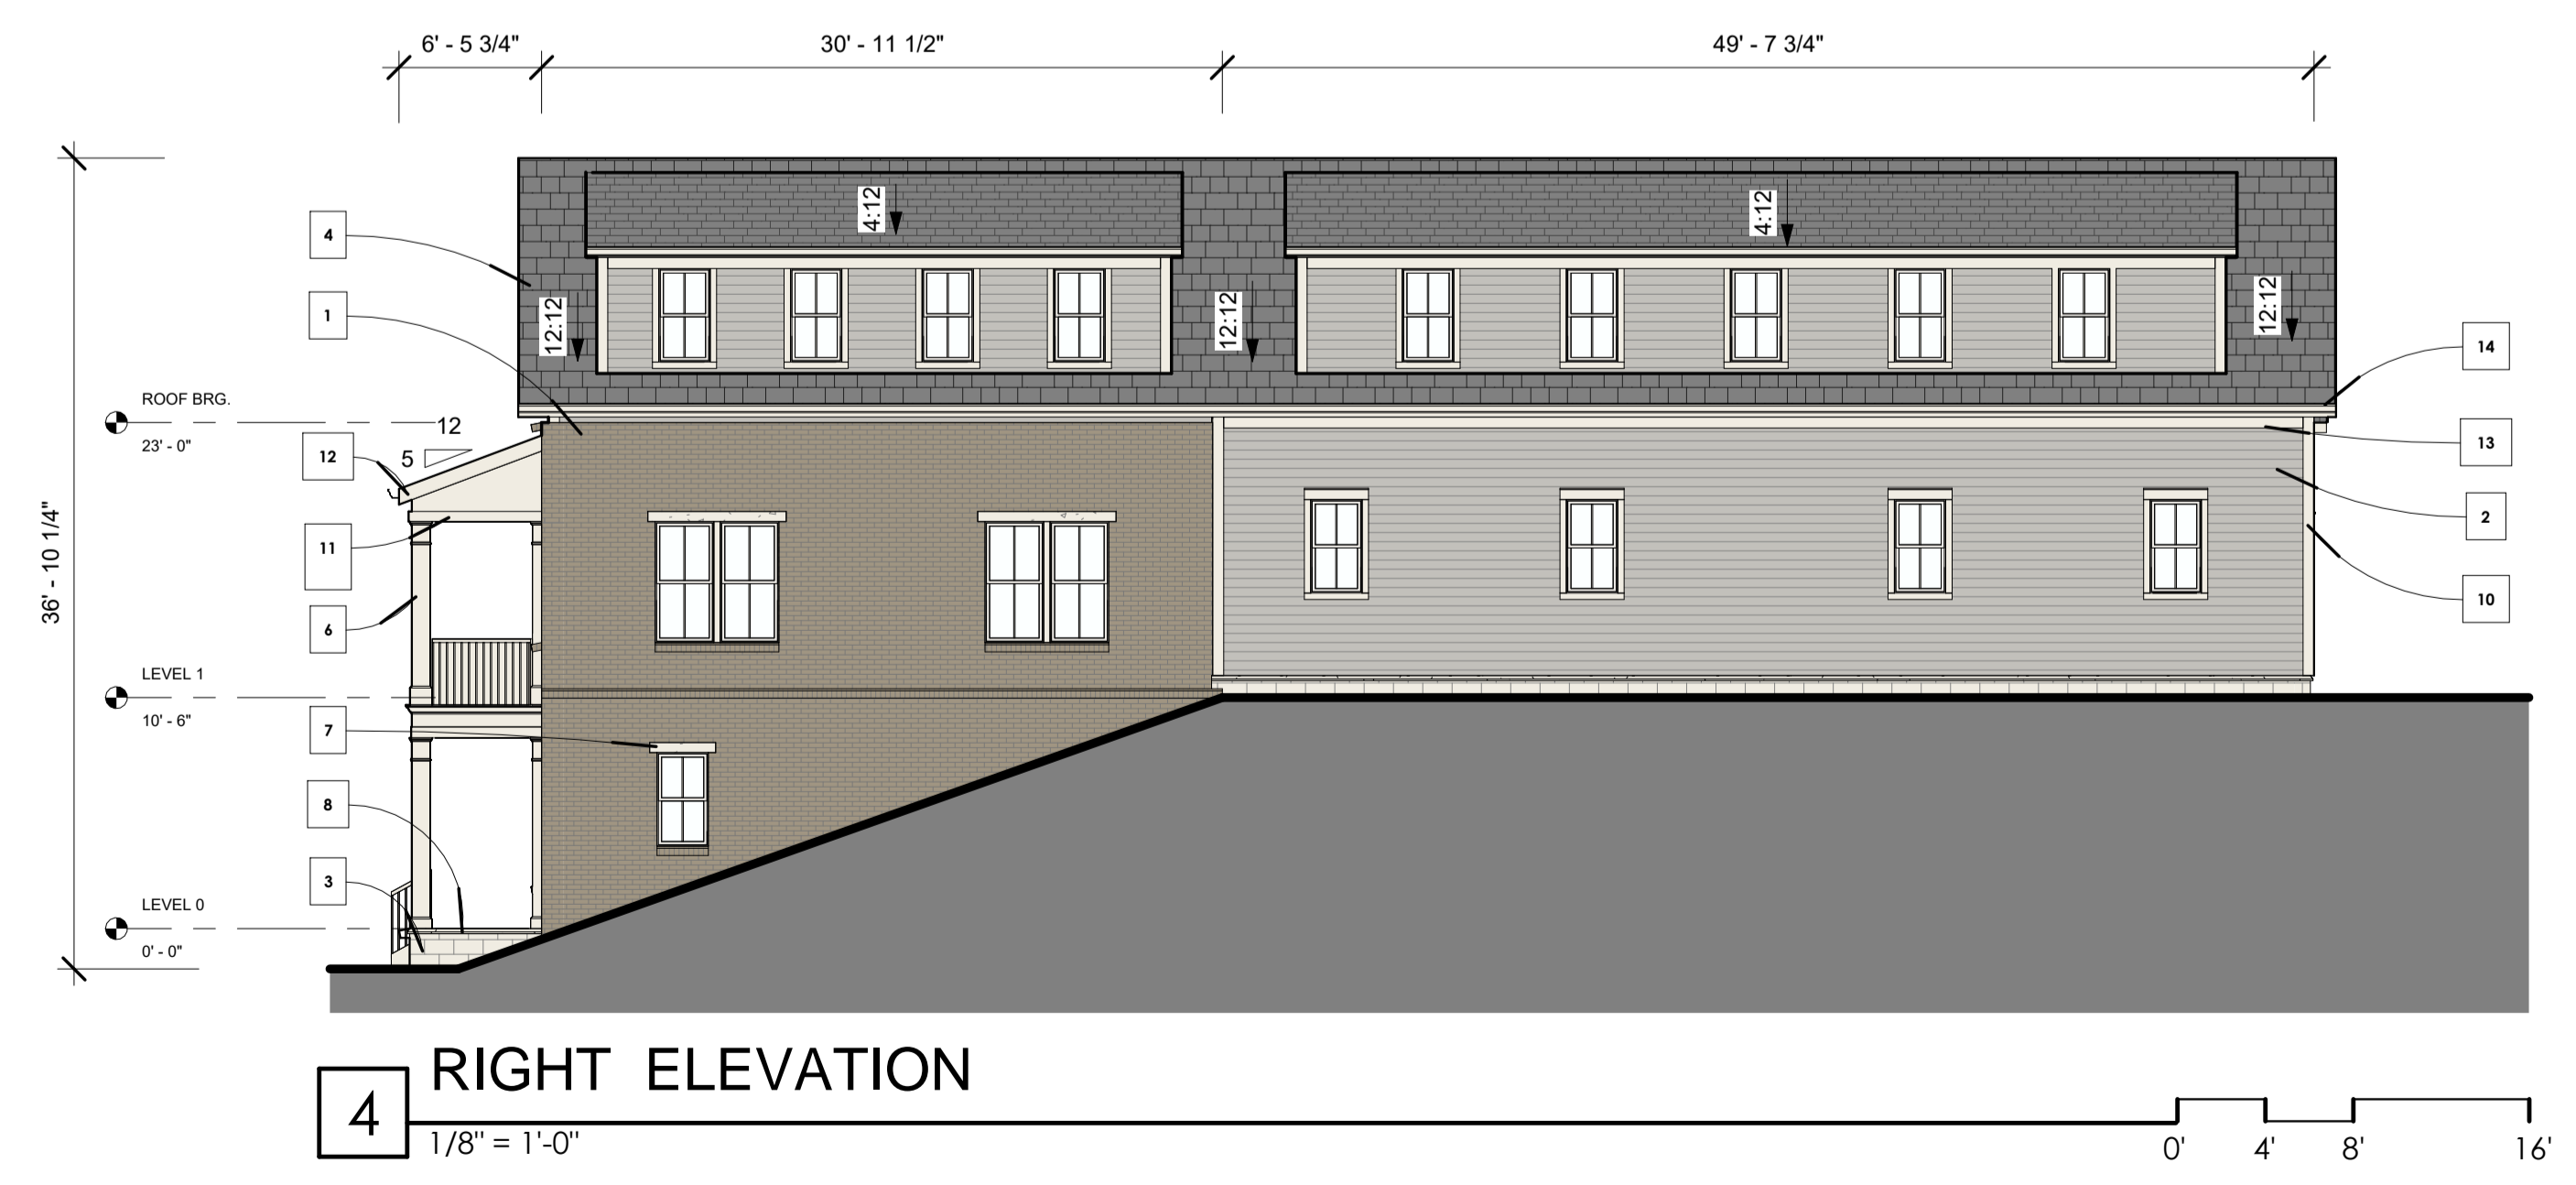 6' - 5 3/4"
30' - 11 1/2"
49' - 7 3/4"
36' - 10 1/4"
4:12
4:12
12:12
12:12
12:12
4
1
14
ROOF BRG.
23' - 0"
12
5
12
13
11
2
6
10
LEVEL 1
10' - 6"
7
8
3
LEVEL 0
0' - 0"
4
RIGHT ELEVATION
1/8" = 1'-0"
0' 4' 8' 16'